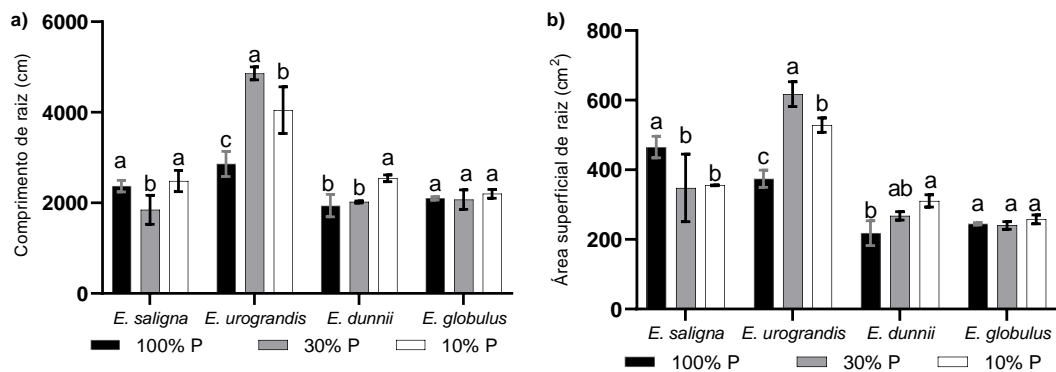 a)
Comprimento de raiz (cm)
6000
4000
2000
0
a b a
c a b
b b a
a a a
E. saligna E. urograndis E. dunnii E. globulus
100% P 30% P 10% P
b)
Área superficial de raiz (cm²)
800
600
400
200
0
a b b
c a b
b ab a
a a a
E. saligna E. urograndis E. dunnii E. globulus
100% P 30% P 10% P